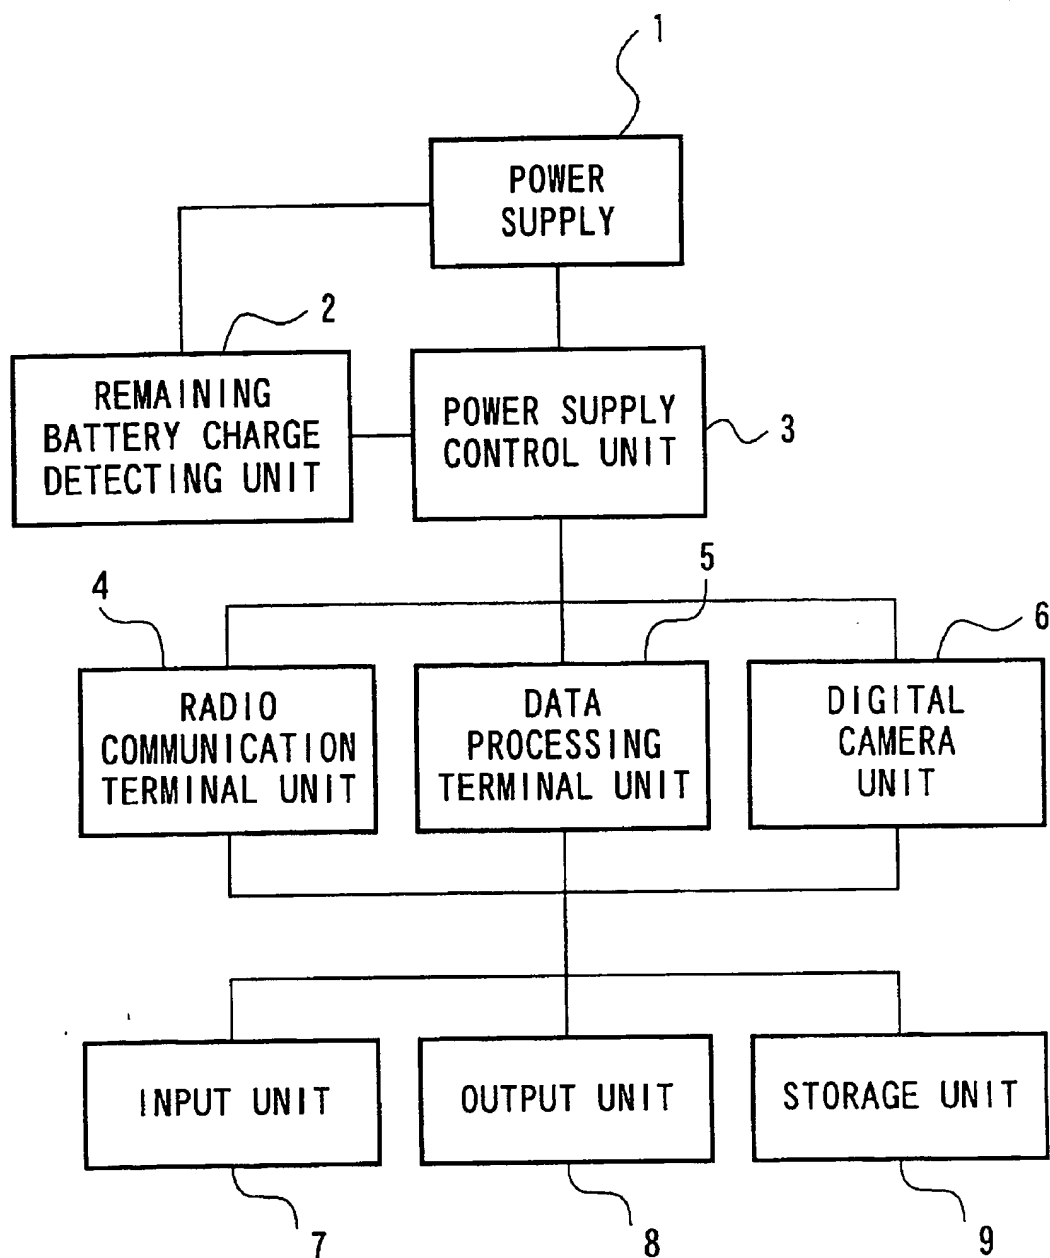 1
POWER
SUPPLY
2
REMAINING
BATTERY CHARGE
DETECTING UNIT
POWER SUPPLY
CONTROL UNIT
3
4
5
6
RADIO
COMMUNICATION
TERMINAL UNIT
DATA
PROCESSING
TERMINAL UNIT
DIGITAL
CAMERA
UNIT
INPUT UNIT
OUTPUT UNIT
STORAGE UNIT
7
8
9